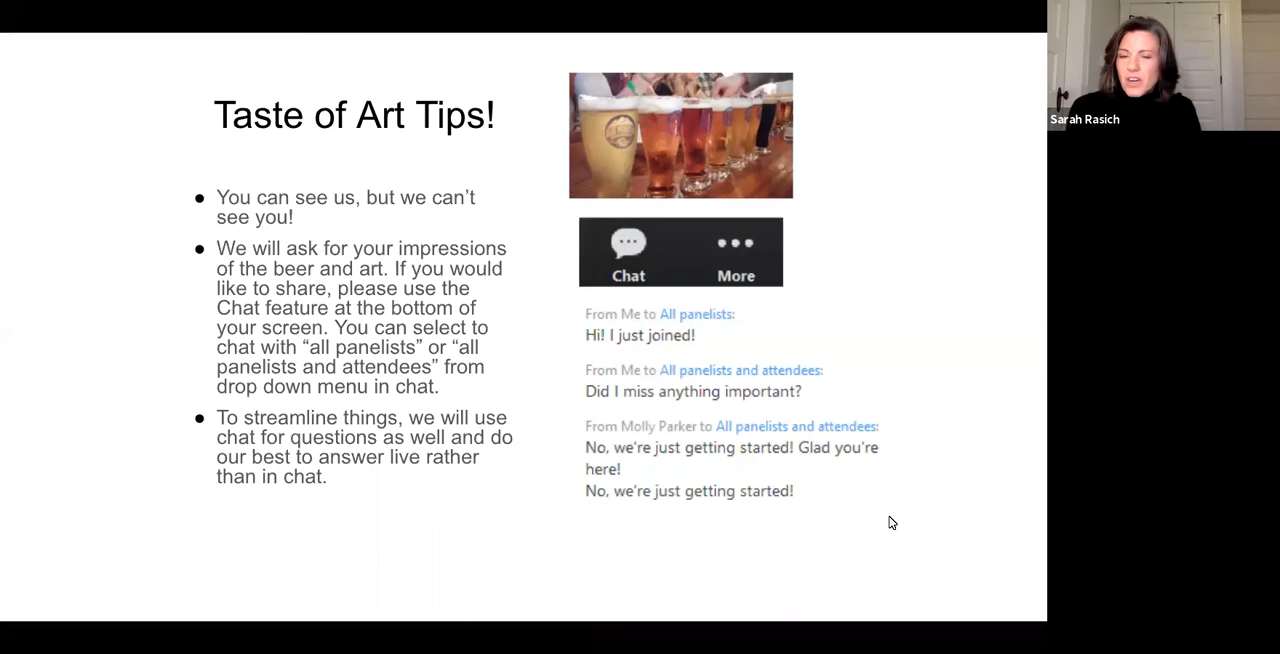 Taste of Art Tips!
● You can see us, but we can’t
see you!
● We will ask for your impressions
of the beer and art. If you would
like to share, please use the
Chat feature at the bottom of
your screen. You can select to
chat with “all panelists” or “all
panelists and attendees” from
drop down menu in chat.
● To streamline things, we will use
chat for questions as well and do
our best to answer live rather
than in chat.
Chat More
From Me to All panelists:
Hi! I just joined!
From Me to All panelists and attendees:
Did I miss anything important?
From Molly Parker to All panelists and attendees:
No, we’re just getting started! Glad you’re
here!
No, we’re just getting started!
Sarah Rasich